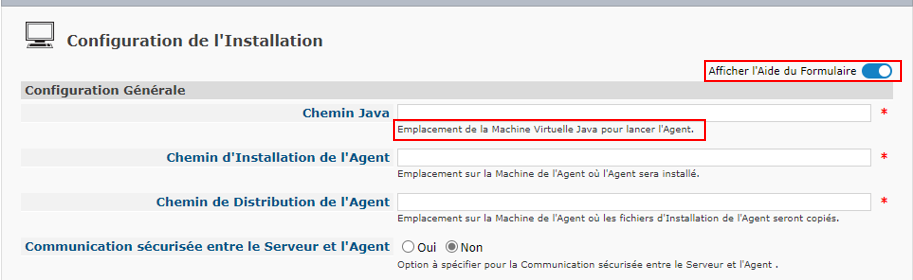 Configuration de l'Installation
Afficher l'Aide du Formulaire
Configuration Générale
Chemin Java *
Emplacement de la Machine Virtuelle Java pour lancer l'Agent.
Chemin d'Installation de l'Agent *
Emplacement sur la Machine de l'Agent où l'Agent sera installé.
Chemin de Distribution de l'Agent *
Emplacement sur la Machine de l'Agent où les fichiers d'Installation de l'Agent seront copiés.
Communication sécurisée entre le Serveur et l'Agent Oui Non
Option à spécifier pour la Communication sécurisée entre le Serveur et l'Agent .